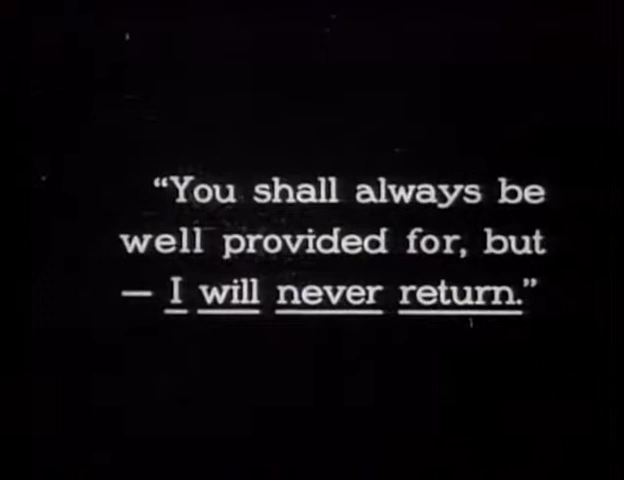 “You shall always be
well provided for, but
— I will never return.”